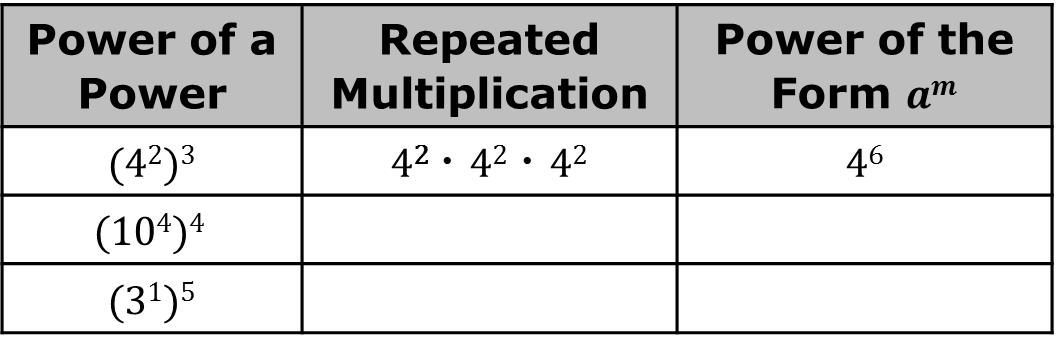 Power of a Repeated Power of the
Power Multiplication Form 𝒂ᵐ
(4²)³ 4² · 4² · 4² 4⁶
(10⁴)⁴
(3¹)⁵